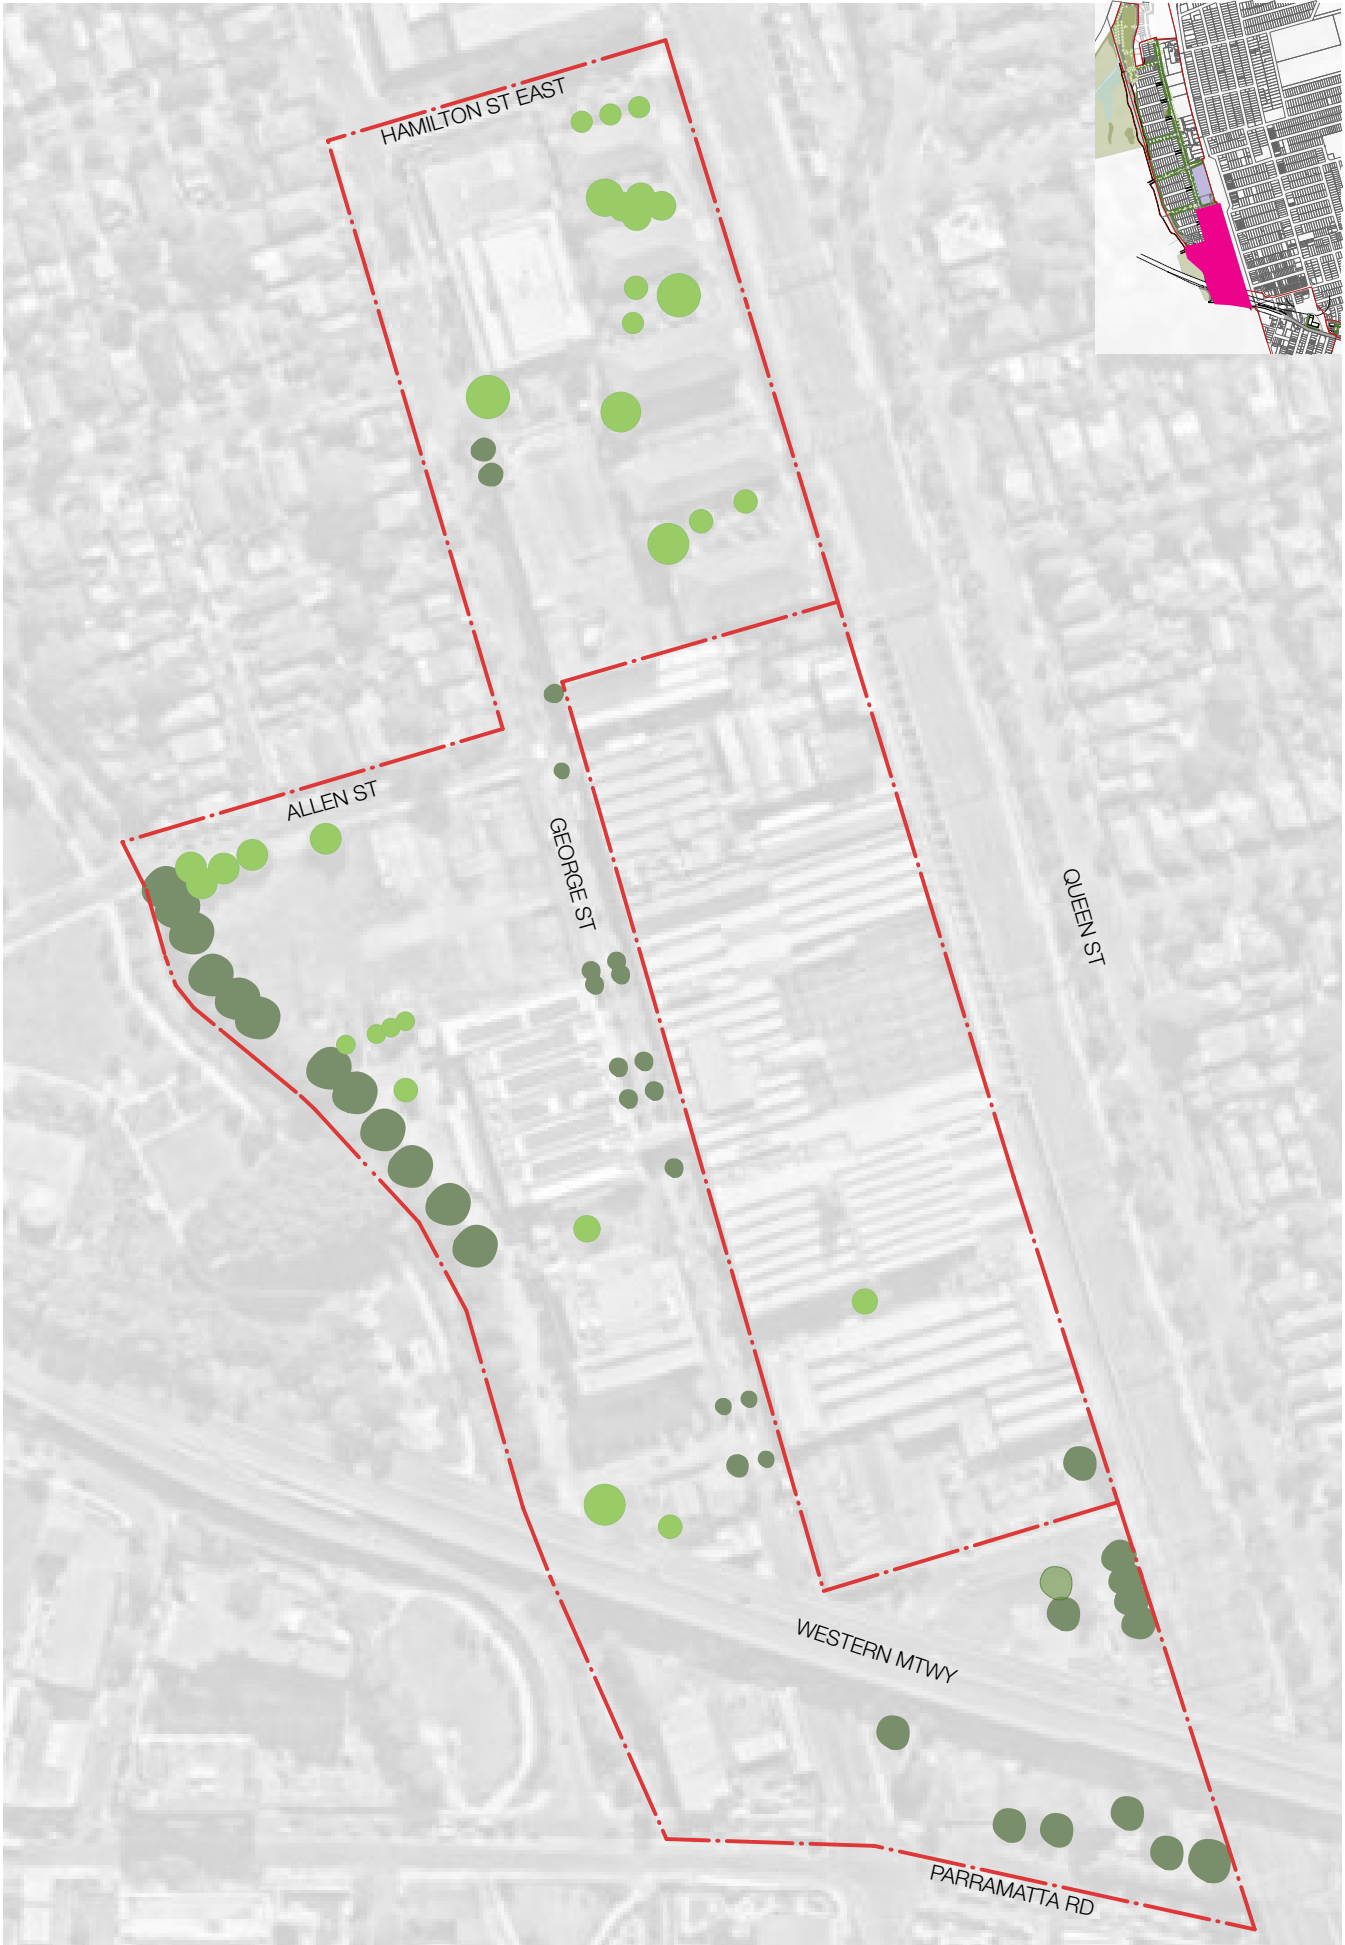 HAMILTON ST EAST
ALLEN ST
GEORGE ST
QUEEN ST
WESTERN MTWY
PARRAMATTA RD